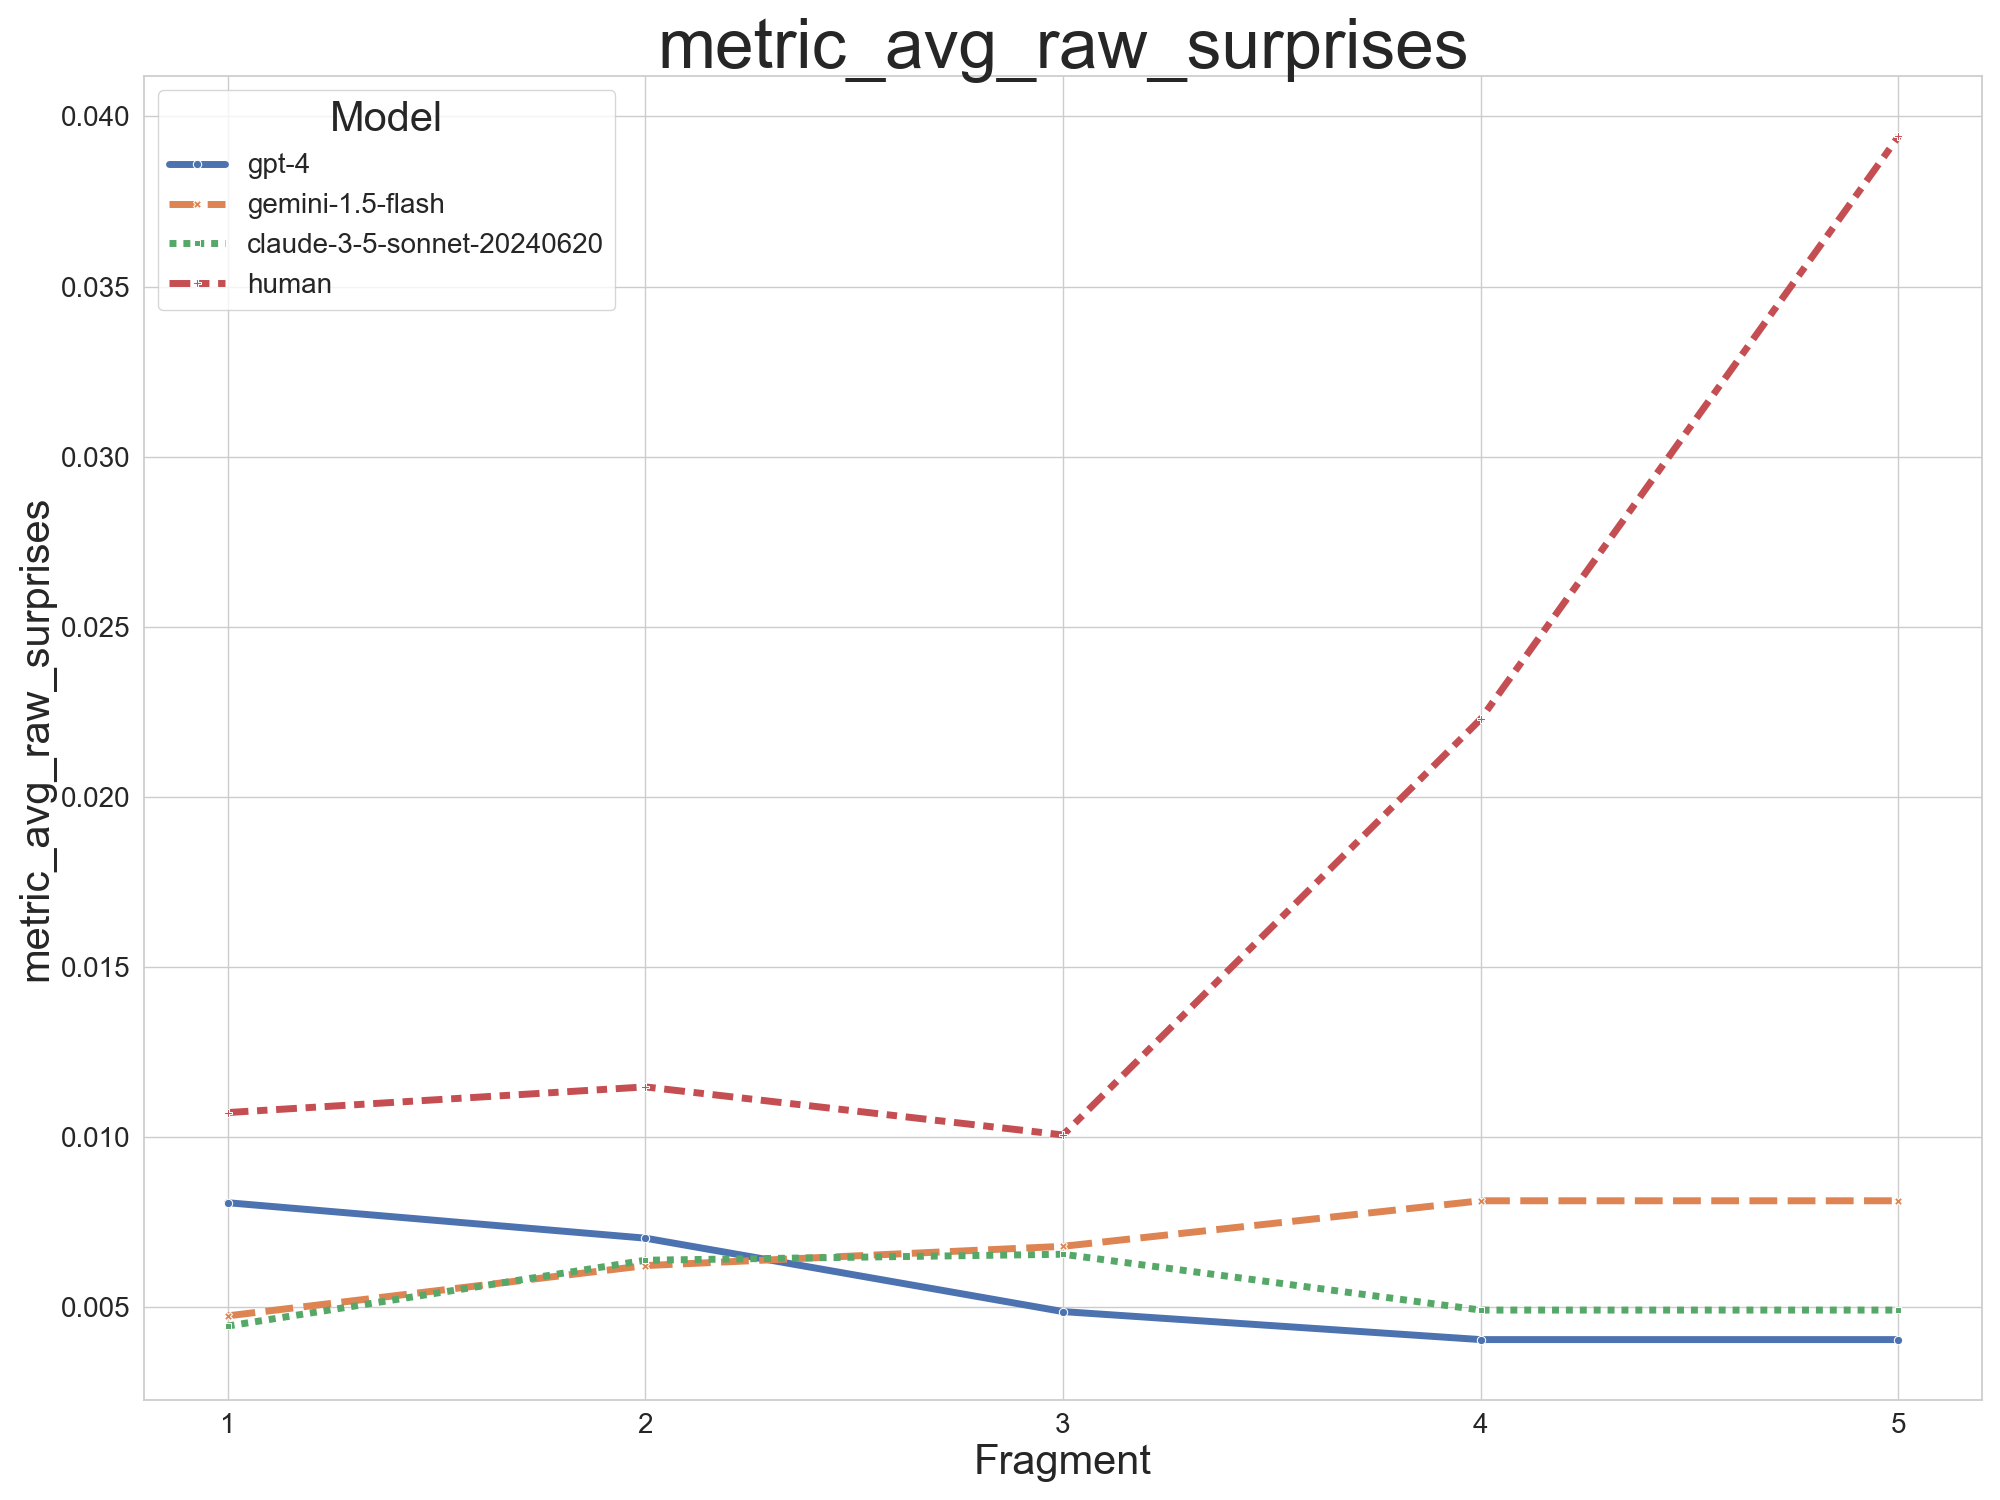 metric_avg_raw_surprises
Model
gpt-4
gemini-1.5-flash
claude-3-5-sonnet-20240620
human
metric_avg_raw_surprises
0.040
0.035
0.030
0.025
0.020
0.015
0.010
0.005
1 2 3 4 5
Fragment